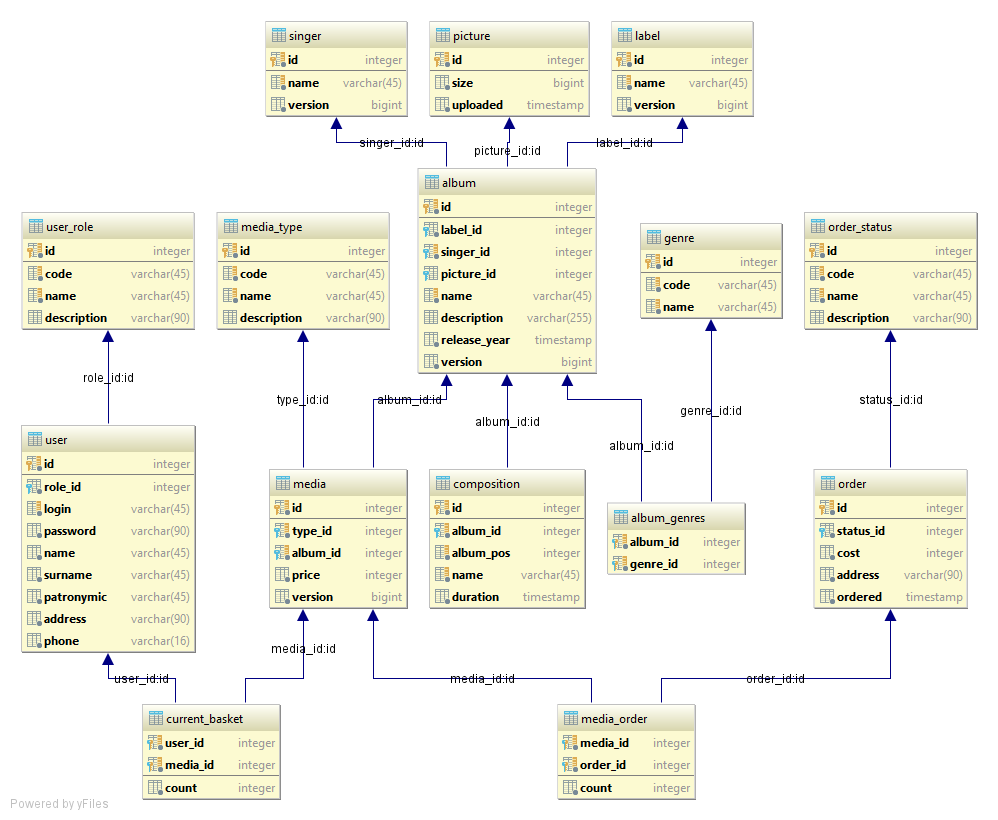 singer
id integer
name varchar(45)
version bigint
picture
id integer
size bigint
uploaded timestamp
label
id integer
name varchar(45)
version bigint
singer_id:id
picture_id:id
label_id:id
album
id integer
label_id integer
singer_id integer
picture_id integer
name varchar(45)
description varchar(255)
release_year timestamp
version bigint
user_role
id integer
code varchar(45)
name varchar(45)
description varchar(90)
media_type
id integer
code varchar(45)
name varchar(45)
description varchar(90)
genre
id integer
code varchar(45)
name varchar(45)
order_status
id integer
code varchar(45)
name varchar(45)
description varchar(90)
role_id:id
type_id:id
album_id:id
album_id:id
album_id:id
genre_id:id
status_id:id
user
id integer
role_id integer
login varchar(45)
password varchar(90)
name varchar(45)
surname varchar(45)
patronymic varchar(45)
address varchar(90)
phone varchar(16)
media
id integer
type_id integer
album_id integer
price integer
version bigint
composition
id integer
album_id integer
album_pos integer
name varchar(45)
duration timestamp
album_genres
album_id integer
genre_id integer
order
id integer
status_id integer
cost integer
address varchar(90)
ordered timestamp
user_id:id
media_id:id
media_id:id
order_id:id
current_basket
user_id integer
media_id integer
count integer
media_order
media_id integer
order_id integer
count integer
Powered by yFiles